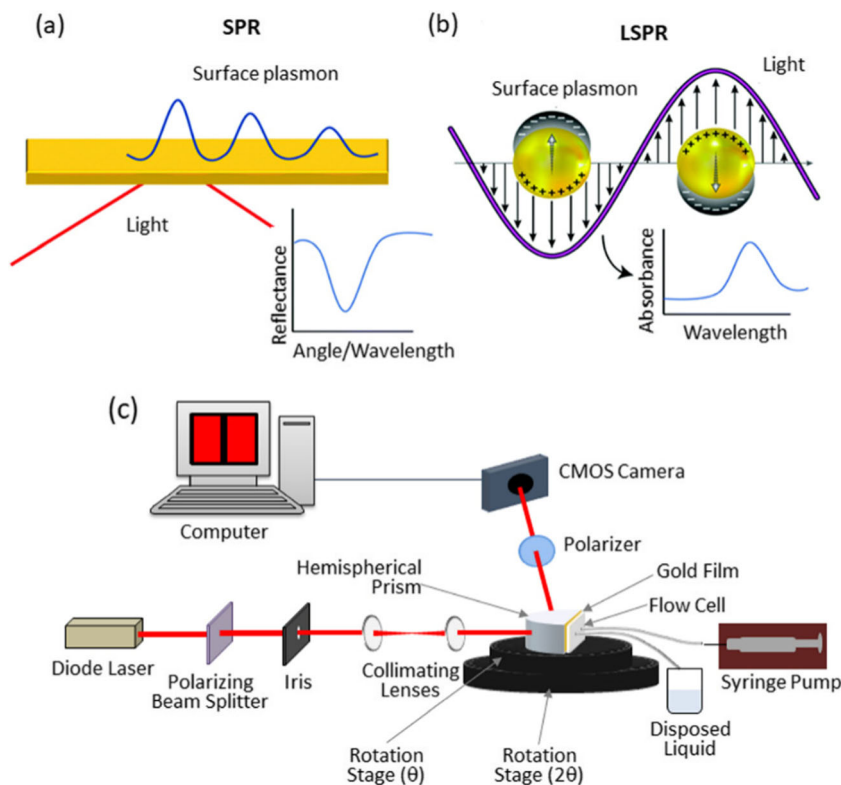 (a)
SPR
Surface plasmon
Light
Reflectance
Angle/Wavelength
(b)
LSPR
Light
Surface plasmon
Absorbance
Wavelength
(c)
Computer
CMOS Camera
Polarizer
Hemispherical
Prism
Gold Film
Flow Cell
Diode Laser
Polarizing
Beam Splitter
Iris
Collimating
Lenses
Syringe Pump
Disposed
Liquid
Rotation
Stage (θ)
Rotation
Stage (2θ)